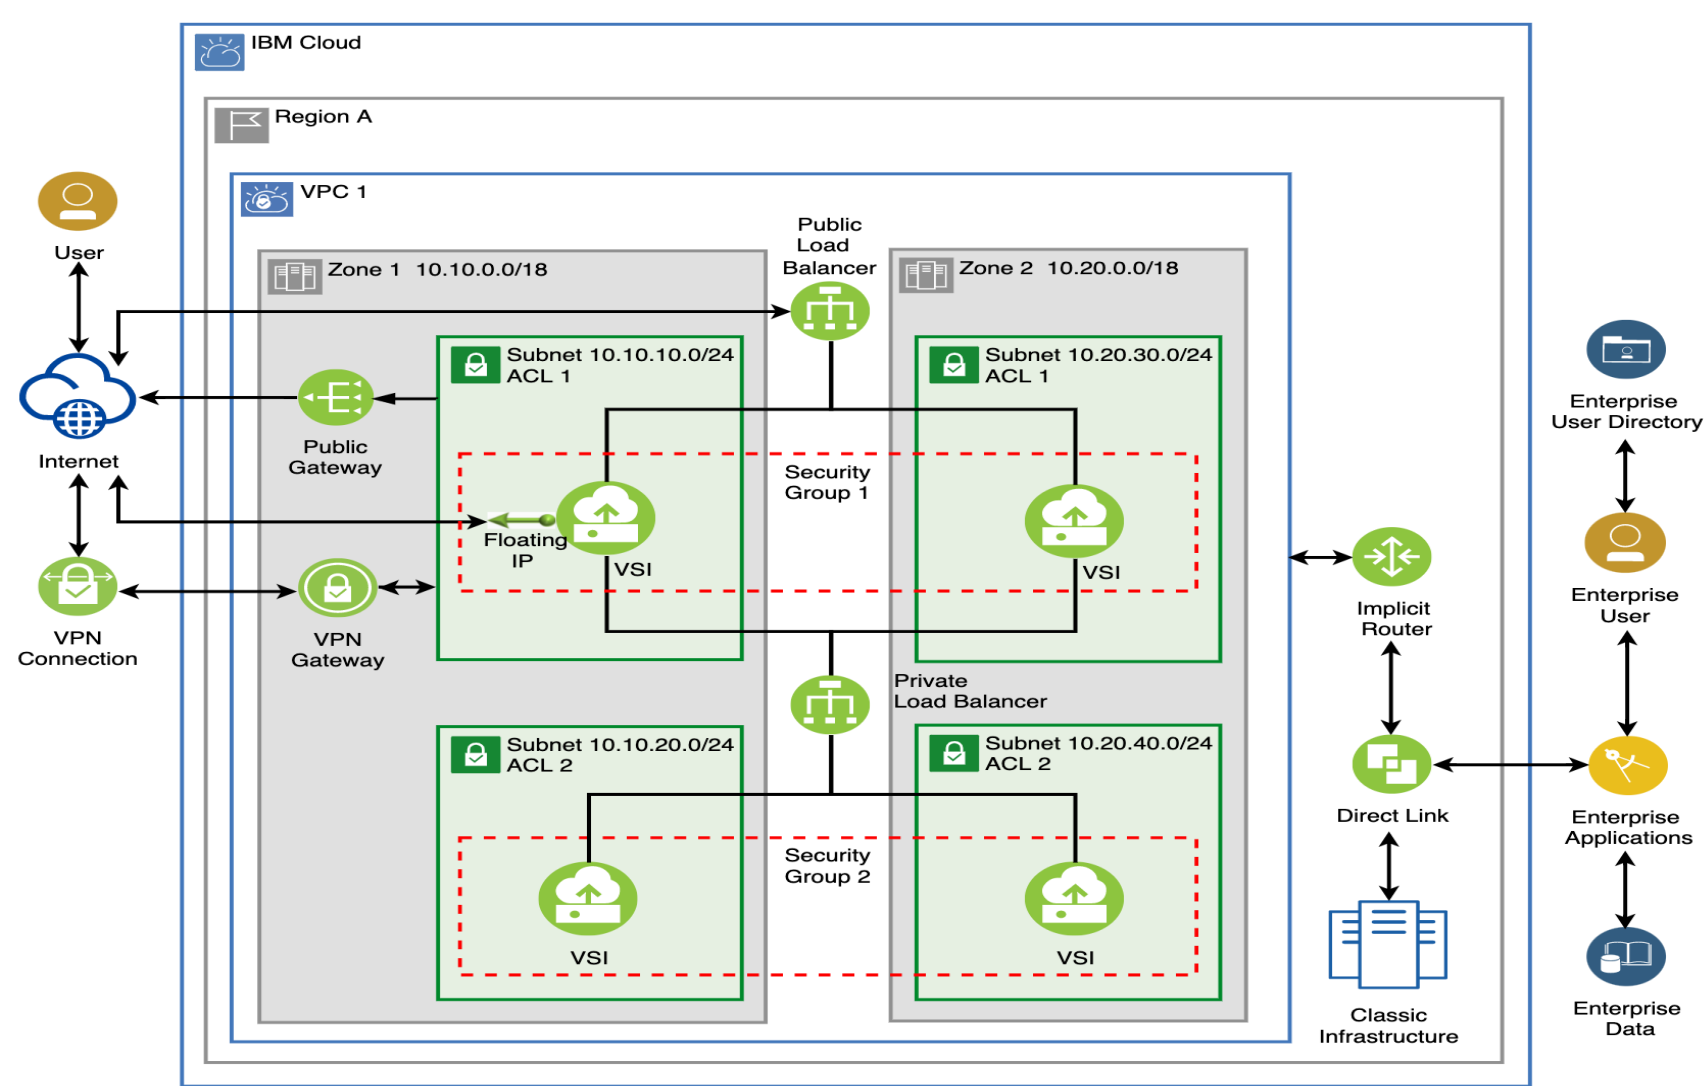 IBM Cloud
Region A
VPC 1
User
Public
Load
Balancer
Zone 1 10.10.0.0/18
Zone 2 10.20.0.0/18
Subnet 10.10.10.0/24
ACL 1
Subnet 10.20.30.0/24
ACL 1
Public
Gateway
Internet
Security
Group 1
Floating
IP
VSI
VSI
VPN
Connection
VPN
Gateway
Implicit
Router
Enterprise
User Directory
Enterprise
User
Private
Load Balancer
Subnet 10.10.20.0/24
ACL 2
Subnet 10.20.40.0/24
ACL 2
Direct Link
Enterprise
Applications
Security
Group 2
VSI
VSI
Classic
Infrastructure
Enterprise
Data